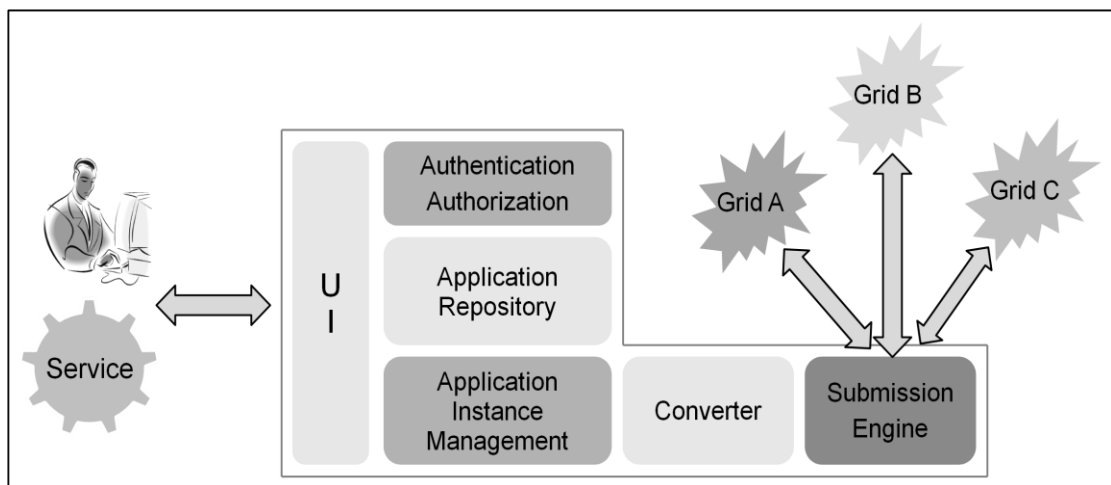 Service
U
I
Authentication
Authorization
Application
Repository
Application
Instance
Management
Converter
Submission
Engine
Grid A
Grid B
Grid C